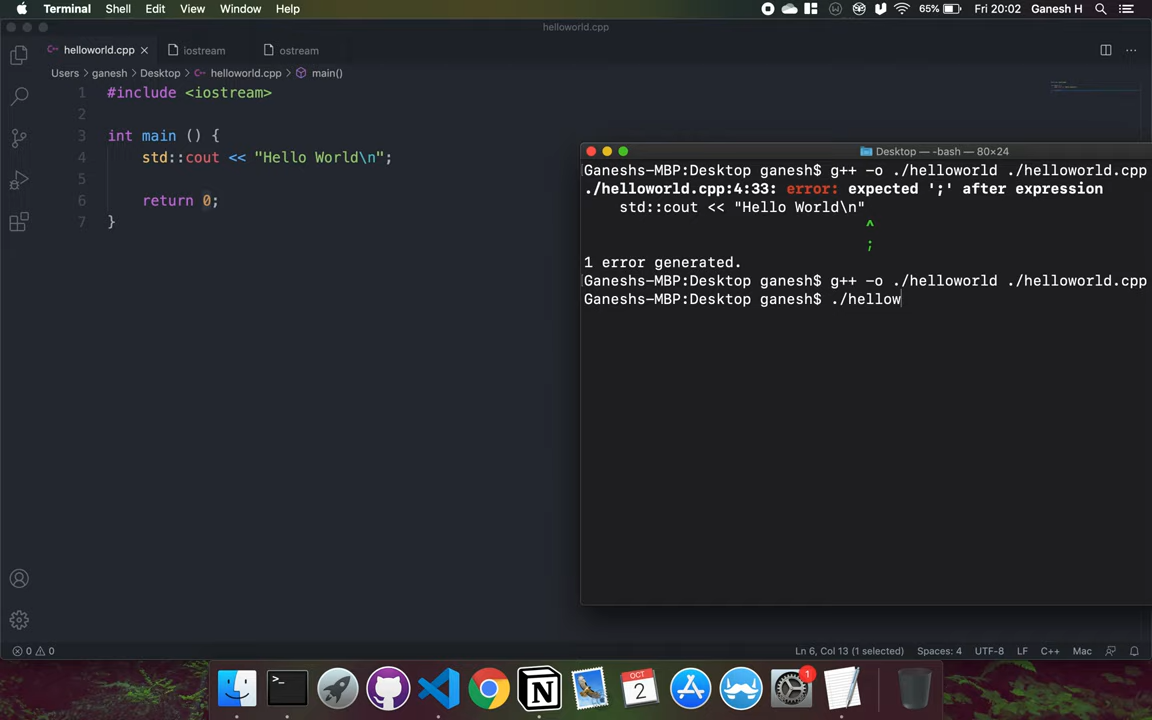 Terminal Shell Edit View Window Help 65% Fri 20:02 Ganesh H
helloworld.cpp
helloworld.cpp iostream ostream
Users > ganesh > Desktop > helloworld.cpp > main()
1 #include <iostream>
2
3 int main () {
4 std::cout << "Hello World\n";
5
6 return 0;
7 }
Desktop — -bash — 80×24
Ganeshs-MBP:Desktop ganesh$ g++ -o ./helloworld ./helloworld.cpp
./helloworld.cpp:4:33: error: expected ';' after expression
std::cout << "Hello World\n"
^
;
1 error generated.
Ganeshs-MBP:Desktop ganesh$ g++ -o ./helloworld ./helloworld.cpp
Ganeshs-MBP:Desktop ganesh$ ./hellow
0 0 Ln 6, Col 13 (1 selected) Spaces: 4 UTF-8 LF C++ Mac
>_ N OCT 2 1